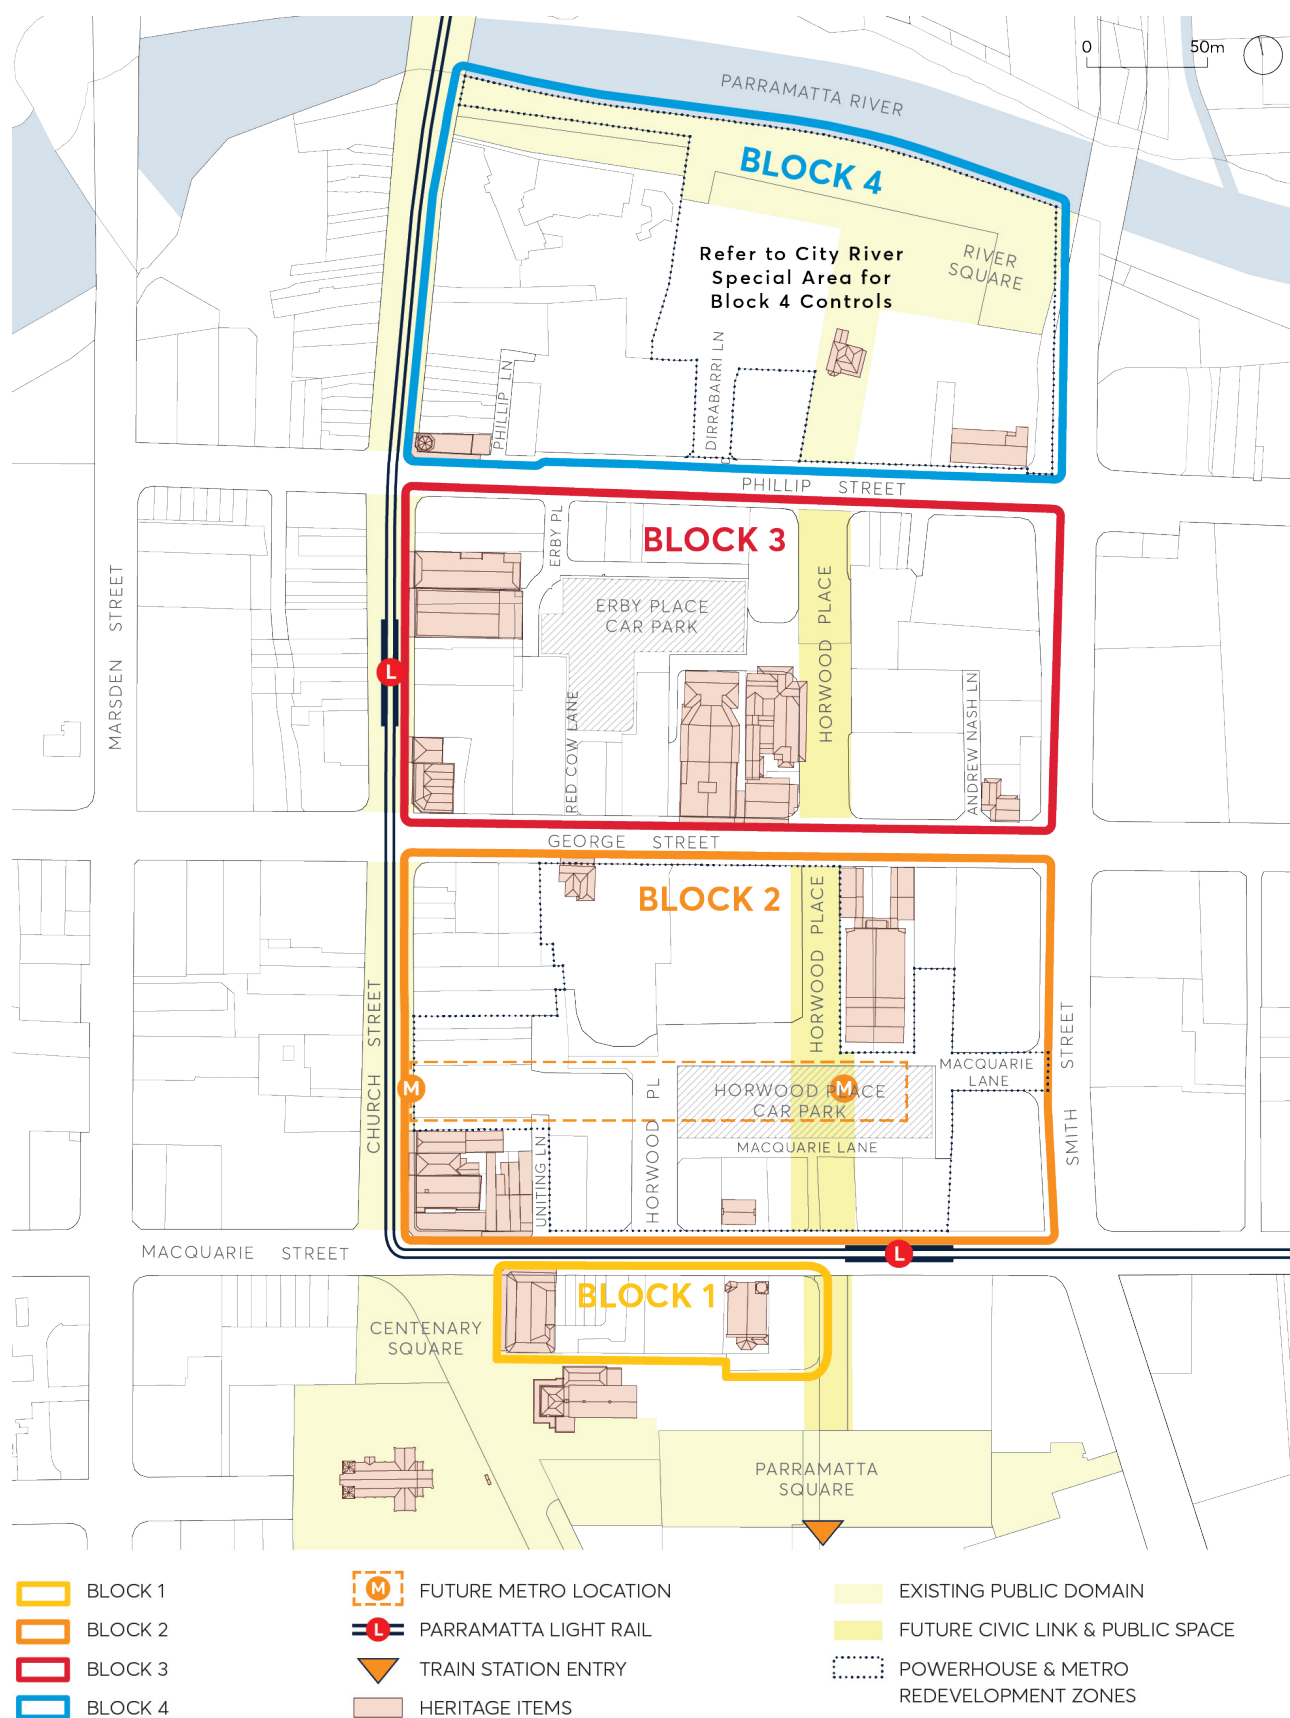 0 50m
PARRAMATTA RIVER
BLOCK 4
Refer to City River
Special Area for
Block 4 Controls
RIVER
SQUARE
DIRRABARRI LN
PHILLIP LN
PHILLIP STREET
BLOCK 3
ERBY PL
ERBY PLACE
CAR PARK
HORWOOD PLACE
MARSDEN STREET
L
RED COW LANE
ANDREW NASH LN
GEORGE STREET
BLOCK 2
HORWOOD PLACE
CHURCH STREET
SMITH STREET
MACQUARIE
LANE
M
HORWOOD PLACE
CAR PARK
M
HORWOOD PL
MACQUARIE LANE
UNITING LN
MACQUARIE STREET
L
BLOCK 1
CENTENARY
SQUARE
PARRAMATTA
SQUARE
BLOCK 1
BLOCK 2
BLOCK 3
BLOCK 4
M FUTURE METRO LOCATION
L PARRAMATTA LIGHT RAIL
TRAIN STATION ENTRY
HERITAGE ITEMS
EXISTING PUBLIC DOMAIN
FUTURE CIVIC LINK & PUBLIC SPACE
POWERHOUSE & METRO
REDEVELOPMENT ZONES